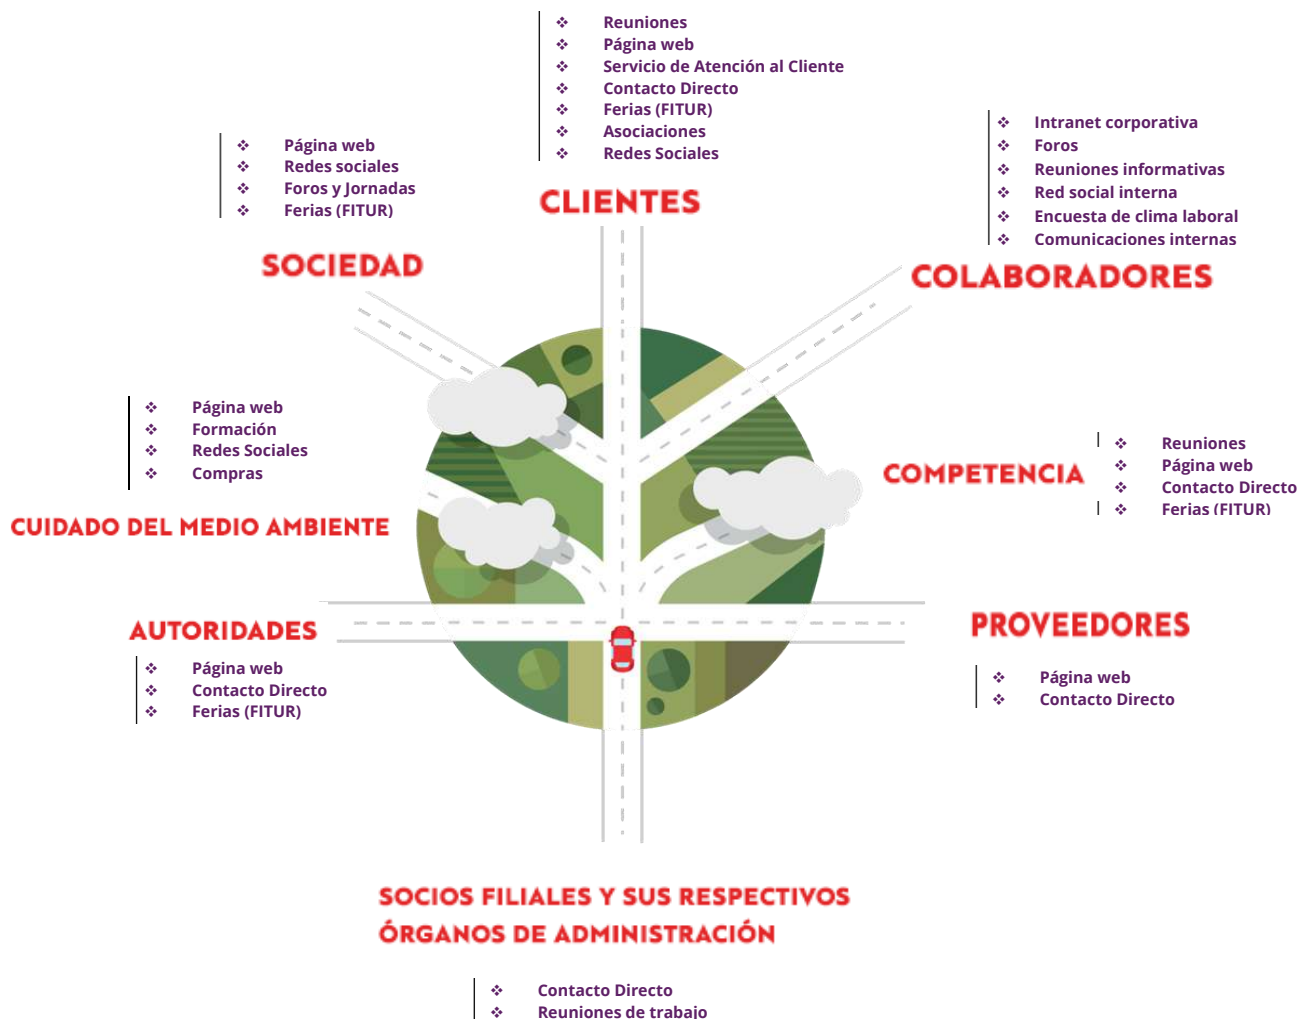 ❖ Reuniones
❖ Página web
❖ Servicio de Atención al Cliente
❖ Contacto Directo
❖ Ferias (FITUR)
❖ Asociaciones
❖ Redes Sociales
CLIENTES
❖ Página web
❖ Redes sociales
❖ Foros y Jornadas
❖ Ferias (FITUR)
SOCIEDAD
❖ Intranet corporativa
❖ Foros
❖ Reuniones informativas
❖ Red social interna
❖ Encuesta de clima laboral
❖ Comunicaciones internas
COLABORADORES
❖ Página web
❖ Formación
❖ Redes Sociales
❖ Compras
CUIDADO DEL MEDIO AMBIENTE
COMPETENCIA
❖ Reuniones
❖ Página web
❖ Contacto Directo
❖ Ferias (FITUR)
AUTORIDADES
❖ Página web
❖ Contacto Directo
❖ Ferias (FITUR)
PROVEEDORES
❖ Página web
❖ Contacto Directo
SOCIOS FILIALES Y SUS RESPECTIVOS
ÓRGANOS DE ADMINISTRACIÓN
❖ Contacto Directo
❖ Reuniones de trabajo